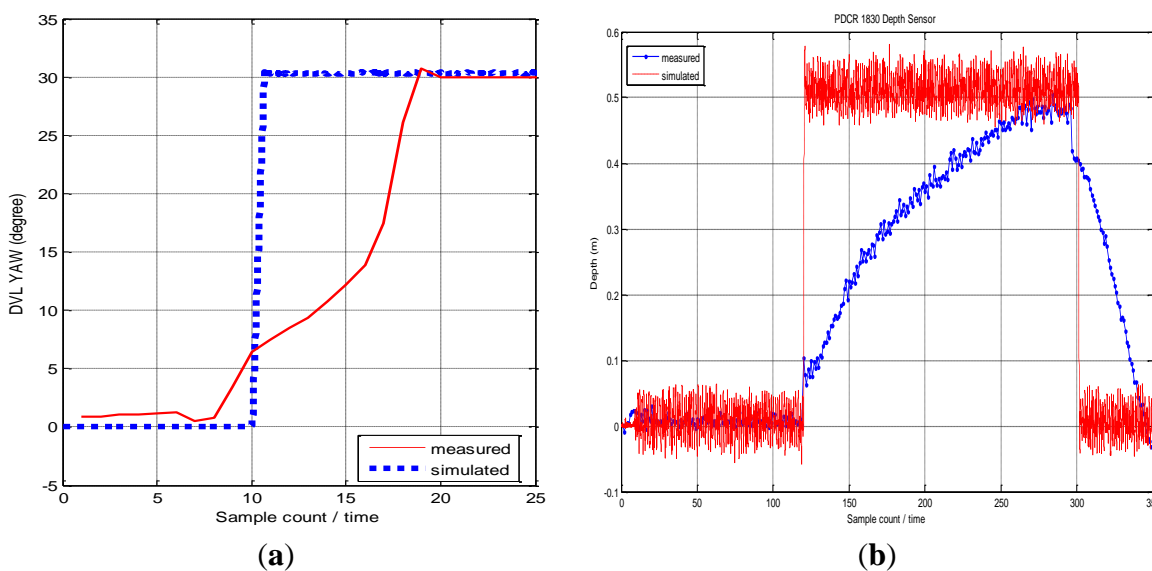 35
30
25
20
15
10
5
0
-5
DVL YAW (degree)
0 5 10 15 20 25
Sample count / time
measured
simulated
(a)
PDCR 1830 Depth Sensor
0.6
0.5
0.4
0.3
0.2
0.1
0
-0.1
Depth (m)
measured
simulated
0 50 100 150 200 250 300 35
Sample count / time
(b)